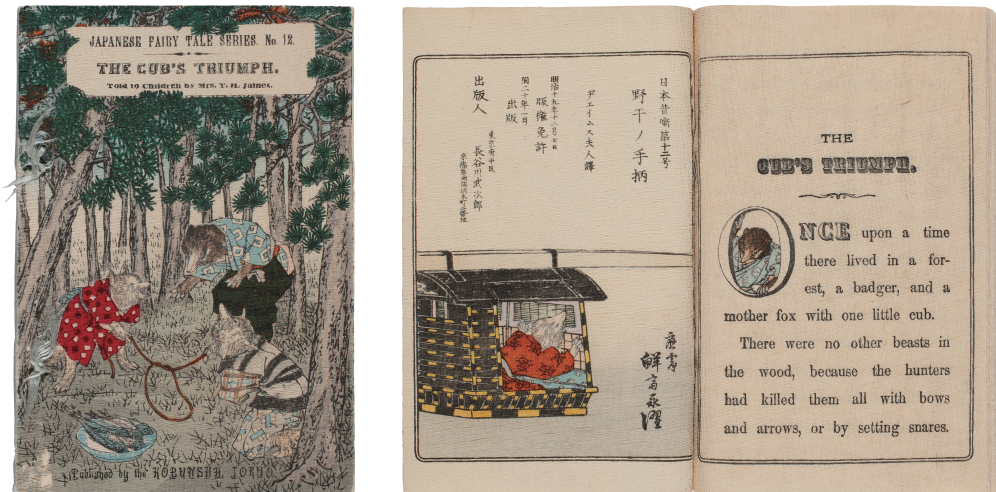 JAPANESE FAIRY TALE SERIES. No. 12.
THE CUB'S TRIUMPH.
Told to Children by Mrs. T. H. James.
Published by the KOBUNSHA, TOKYO
日本昔噺第十二号
野干ノ手柄
ヂエイムス夫人譯
明治十九年十二月七日
版權免許
仝二十年一月
出版
出版人
東京府平民
長谷川武次郎
鮮斎永濯
THE
CUB'S TRIUMPH.
ONCE upon a time
there lived in a for-
est, a badger, and a
mother fox with one little cub.
There were no other beasts in
the wood, because the hunters
had killed them all with bows
and arrows, or by setting snares.